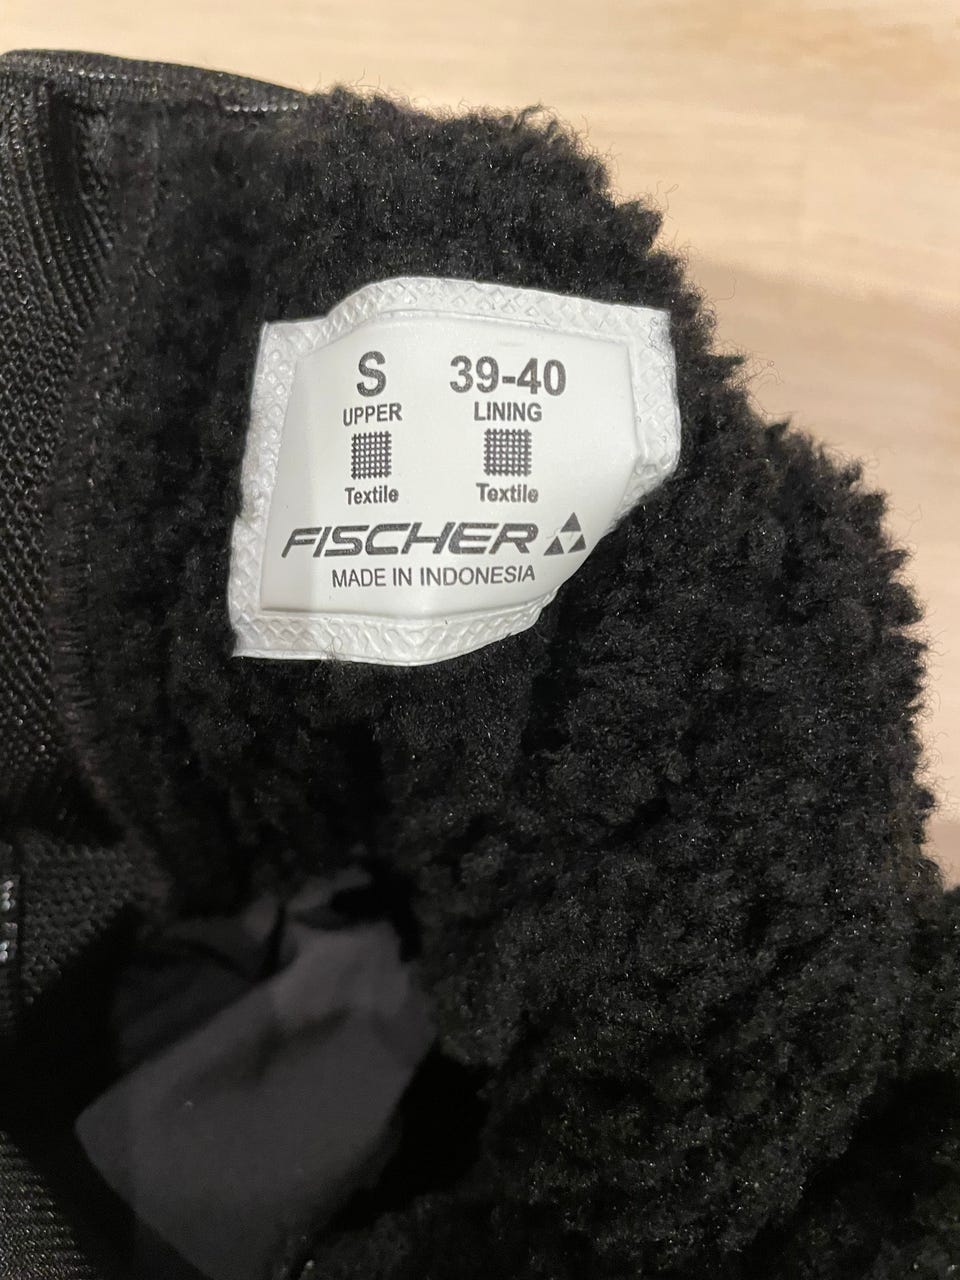 S 39-40
UPPER LINING
Textile Textile
FISCHER
MADE IN INDONESIA